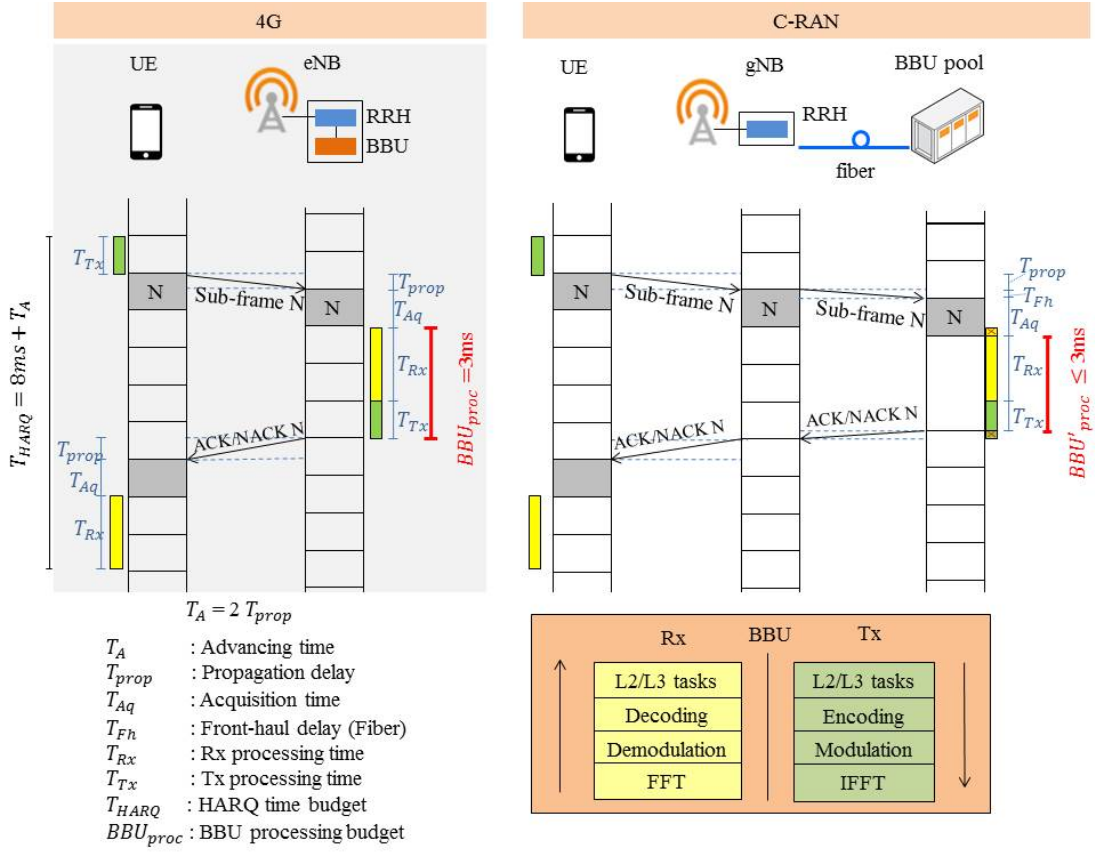 4G
UE
eNB
RRH
BBU
T_Tx
N
Sub-frame N
N
T_prop
T_Aq
T_Rx
T_Tx
BBU_proc =3ms
T_HARQ = 8ms + T_A
ACK/NACK N
T_prop
T_Aq
T_Rx
T_A = 2 T_prop
T_A : Advancing time
T_prop : Propagation delay
T_Aq : Acquisition time
T_Fh : Front-haul delay (Fiber)
T_Rx : Rx processing time
T_Tx : Tx processing time
T_HARQ : HARQ time budget
BBU_proc : BBU processing budget
C-RAN
UE
gNB
BBU pool
RRH
fiber
N
Sub-frame N
N
Sub-frame N
N
T_prop
T_Fh
T_Aq
T_Rx
T_Tx
BBU'_proc ≤ 3ms
ACK/NACK N
ACK/NACK N
Rx BBU Tx
L2/L3 tasks L2/L3 tasks
Decoding Encoding
Demodulation Modulation
FFT IFFT